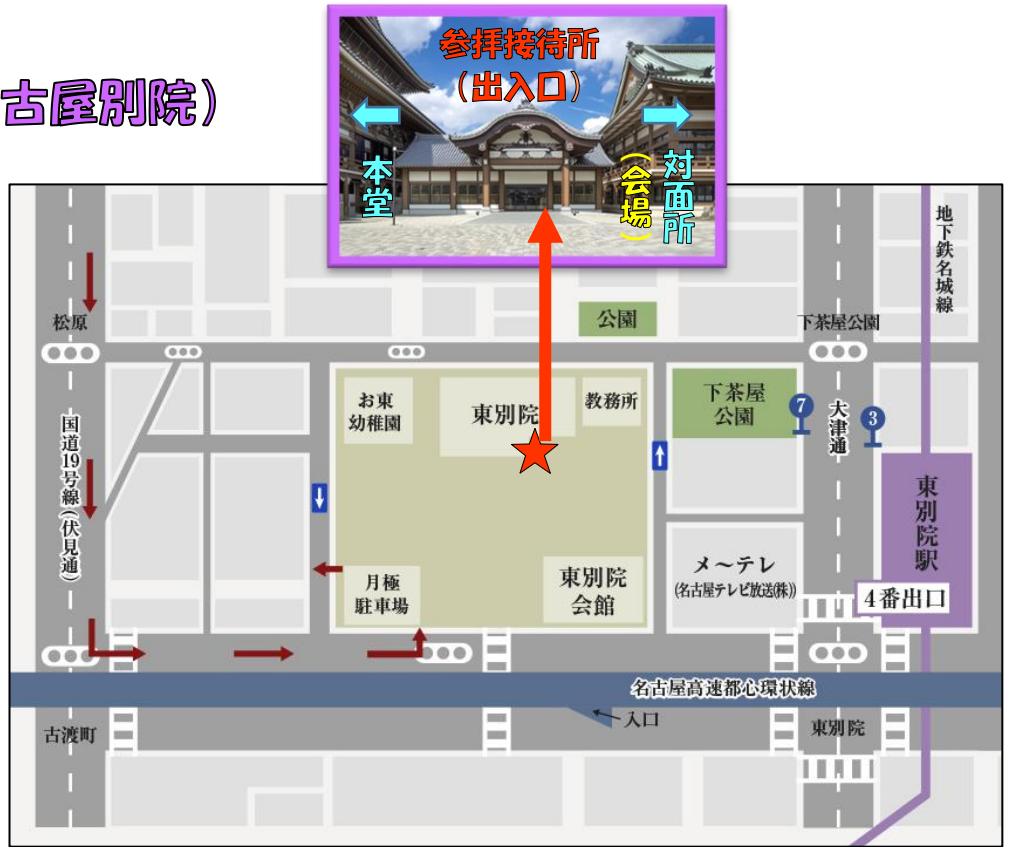 古屋別院）
参拝接待所
（出入口）
本堂
対面所
（会場）
地下鉄名城線
松原
公園
下茶屋公園
お東
幼稚園
東別院
教務所
下茶屋
公園
7
大津通
3
国道19号線(伏見通)
東別院駅
月極
駐車場
東別院
会館
メ〜テレ
(名古屋テレビ放送(株))
4番出口
名古屋高速都心環状線
入口
古渡町
東別院